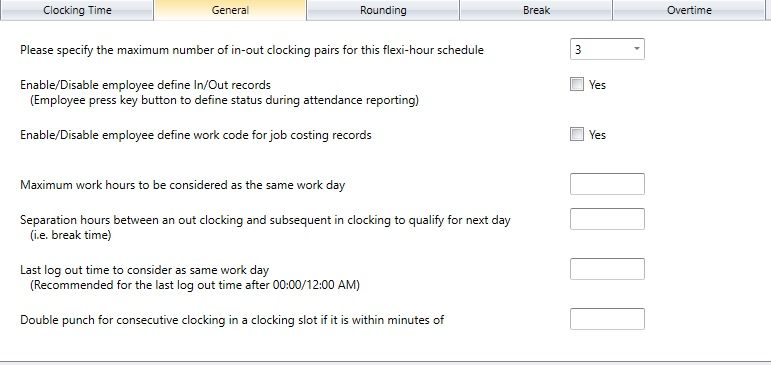 Clocking Time
General
Rounding
Break
Overtime
Please specify the maximum number of in-out clocking pairs for this flexi-hour schedule
3
Enable/Disable employee define In/Out records
Yes
(Employee press key button to define status during attendance reporting)
Enable/Disable employee define work code for job costing records
Yes
Maximum work hours to be considered as the same work day
Separation hours between an out clocking and subsequent in clocking to qualify for next day
(i.e. break time)
Last log out time to consider as same work day
(Recommended for the last log out time after 00:00/12:00 AM)
Double punch for consecutive clocking in a clocking slot if it is within minutes of